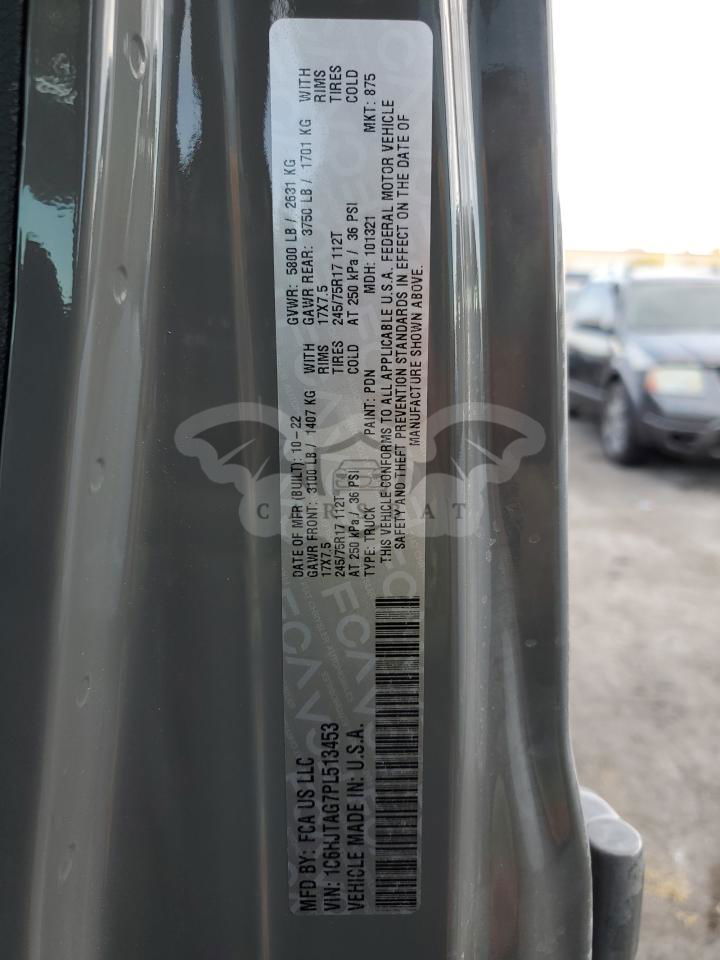 MFD BY: FCA US LLC
DATE OF MFR (BUILT): 10-22
GVWR: 5800 LB / 2631 KG
GAWR FRONT: 3100 LB / 1407 KG WITH
GAWR REAR: 3750 LB / 1701 KG WITH
17X7.5 RIMS
17X7.5 RIMS
245/75R17 112T TIRES
245/75R17 112T TIRES
AT 250 kPa / 36 PSI COLD
AT 250 kPa / 36 PSI COLD
VIN: 1C6HJTAG7PL513453
TYPE: TRUCK PAINT: PDN MDH: 101321 MKT: 875
VEHICLE MADE IN: U.S.A.
THIS VEHICLE CONFORMS TO ALL APPLICABLE U.S.A. FEDERAL MOTOR VEHICLE
SAFETY AND THEFT PREVENTION STANDARDS IN EFFECT ON THE DATE OF
MANUFACTURE SHOWN ABOVE.
FCA